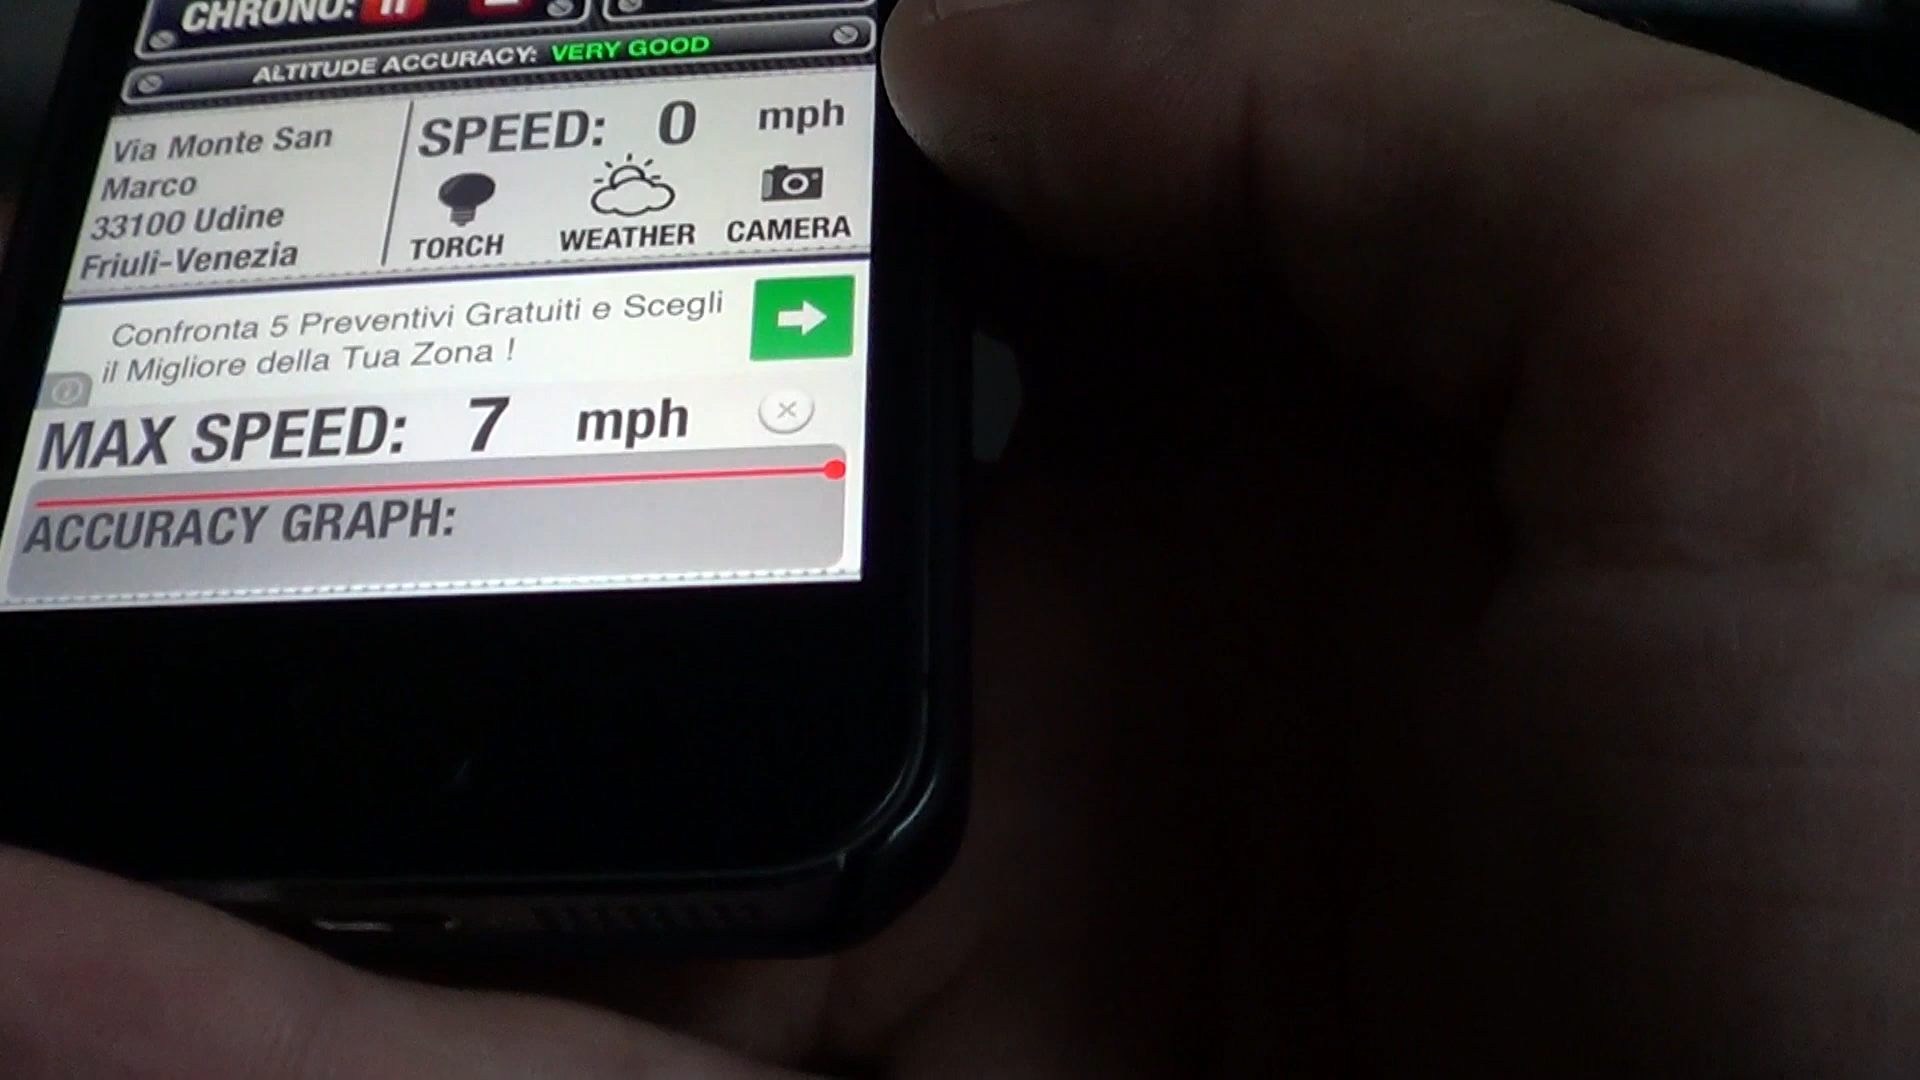 CHRONO:
ALTITUDE ACCURACY: VERY GOOD
Via Monte San
Marco
33100 Udine
Friuli-Venezia
SPEED: 0 mph
TORCH WEATHER CAMERA
Confronta 5 Preventivi Gratuiti e Scegli
il Migliore della Tua Zona !
MAX SPEED: 7 mph
ACCURACY GRAPH: